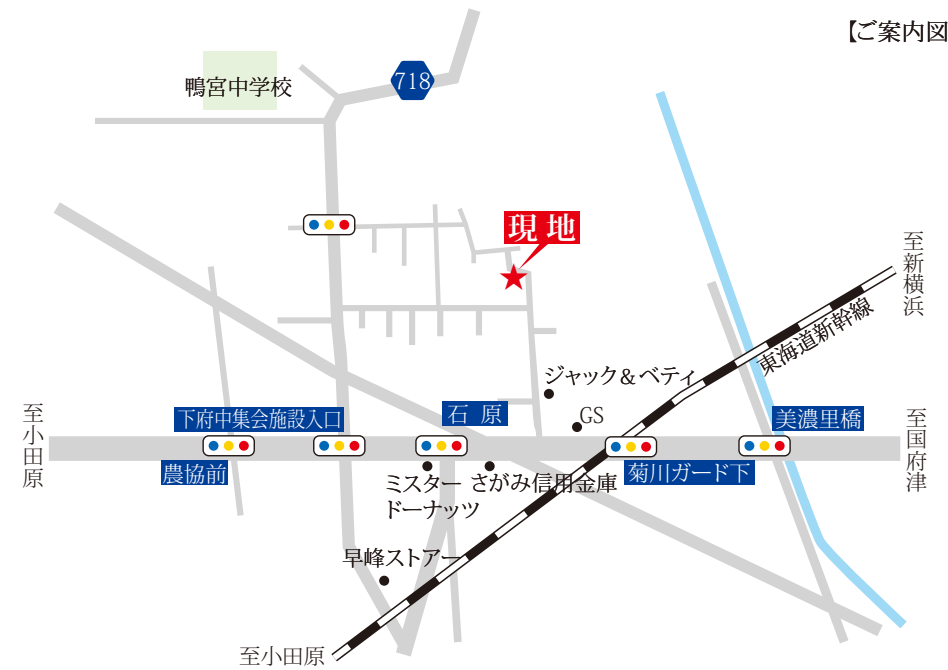 【ご案内図
鴨宮中学校
718
現地
至新横浜
東海道新幹線
ジャック&ベティ
GS
至小田原
下府中集会施設入口
石原
美濃里橋
至国府津
農協前
菊川ガード下
ミスター
ドーナッツ
さがみ信用金庫
早峰ストアー
至小田原